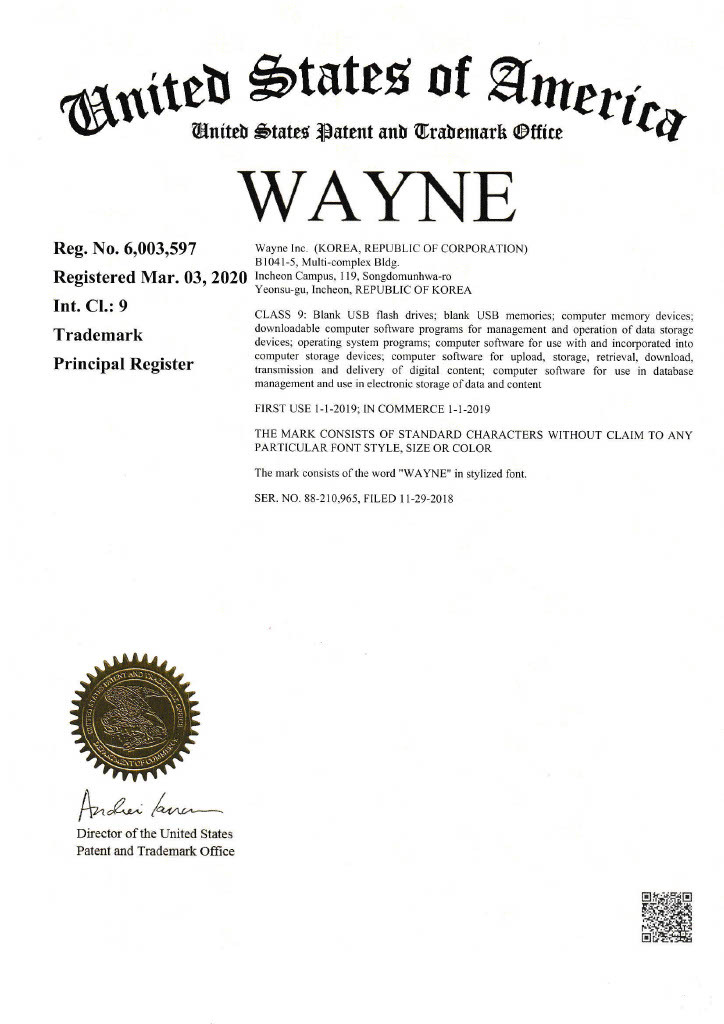 United States of America
United States Patent and Trademark Office
WAYNE
Reg. No. 6,003,597
Registered Mar. 03, 2020
Int. Cl.: 9
Trademark
Principal Register
Wayne Inc. (KOREA, REPUBLIC OF CORPORATION)
B1041-5, Multi-complex Bldg.
Incheon Campus, 119, Songdomunhwa-ro
Yeonsu-gu, Incheon, REPUBLIC OF KOREA
CLASS 9: Blank USB flash drives; blank USB memories; computer memory devices;
downloadable computer software programs for management and operation of data storage
devices; operating system programs; computer software for use with and incorporated into
computer storage devices; computer software for upload, storage, retrieval, download,
transmission and delivery of digital content; computer software for use in database
management and use in electronic storage of data and content
FIRST USE 1-1-2019; IN COMMERCE 1-1-2019
THE MARK CONSISTS OF STANDARD CHARACTERS WITHOUT CLAIM TO ANY
PARTICULAR FONT STYLE, SIZE OR COLOR
The mark consists of the word "WAYNE" in stylized font.
SER. NO. 88-210,965, FILED 11-29-2018
UNITED STATES PATENT AND TRADEMARK OFFICE
DEPARTMENT OF COMMERCE
Andrei Iancu
Director of the United States
Patent and Trademark Office